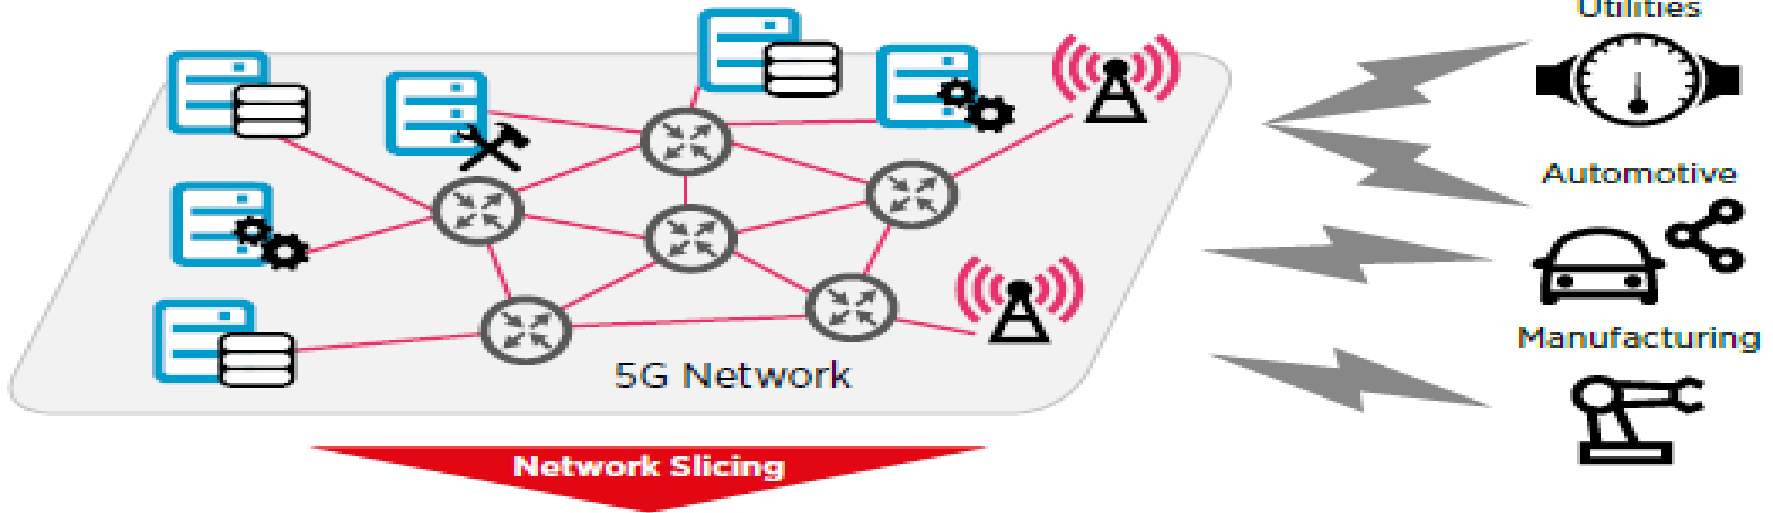 Utilities
Automotive
Manufacturing
5G Network
Network Slicing